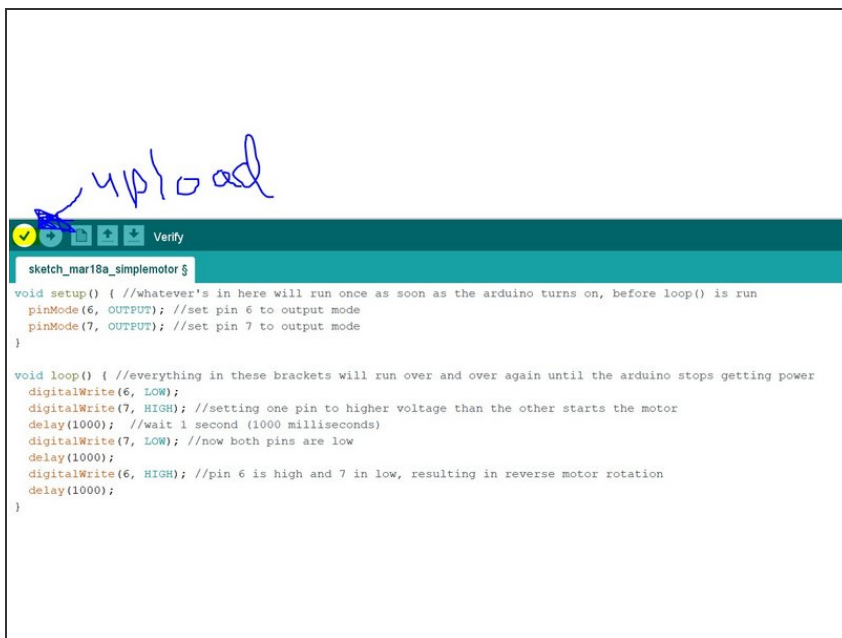 upload
Verify
sketch_mar18a_simplemotor §
void setup() { //whatever's in here will run once as soon as the arduino turns on, before loop() is run
  pinMode(6, OUTPUT); //set pin 6 to output mode
  pinMode(7, OUTPUT); //set pin 7 to output mode
}
void loop() { //everything in these brackets will run over and over again until the arduino stops getting power
  digitalWrite(6, LOW);
  digitalWrite(7, HIGH); //setting one pin to higher voltage than the other starts the motor
  delay(1000);  //wait 1 second (1000 milliseconds)
  digitalWrite(7, LOW); //now both pins are low
  delay(1000);
  digitalWrite(6, HIGH); //pin 6 is high and 7 in low, resulting in reverse motor rotation
  delay(1000);
}